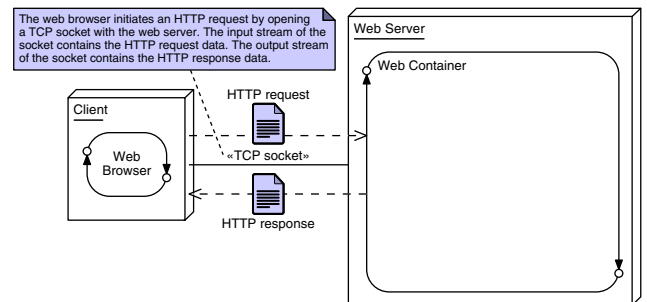 The web browser initiates an HTTP request by opening
a TCP socket with the web server. The input stream of the
socket contains the HTTP request data. The output stream
of the socket contains the HTTP response data.
Web Server
Web Container
Client
HTTP request
Web
Browser
«TCP socket»
HTTP response